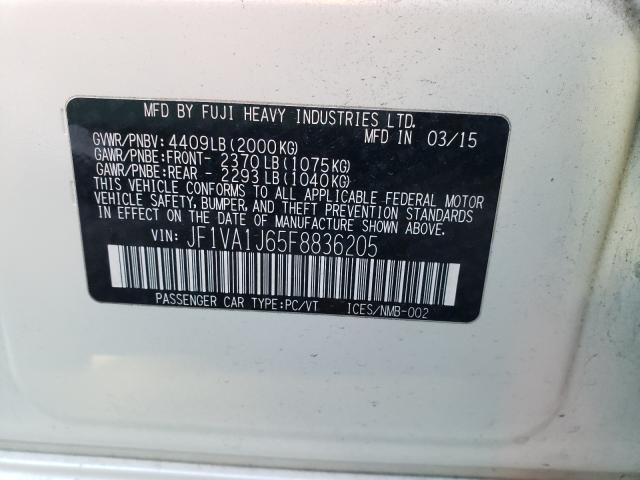 MFD BY FUJI HEAVY INDUSTRIES LTD.
MFD IN 03/15
GVWR/PNBV: 4409LB(2000KG)
GAWR/PNBE:FRONT- 2370LB(1075KG)
GAWR/PNBE:REAR - 2293LB(1040KG)
THIS VEHICLE CONFORMS TO ALL APPLICABLE FEDERAL MOTOR
VEHICLE SAFETY, BUMPER, AND THEFT PREVENTION STANDARDS
IN EFFECT ON THE DATE OF MANUFACTURE SHOWN ABOVE.
VIN: JF1VA1J65F8836205
PASSENGER CAR TYPE:PC/VT ICES/NMB-002